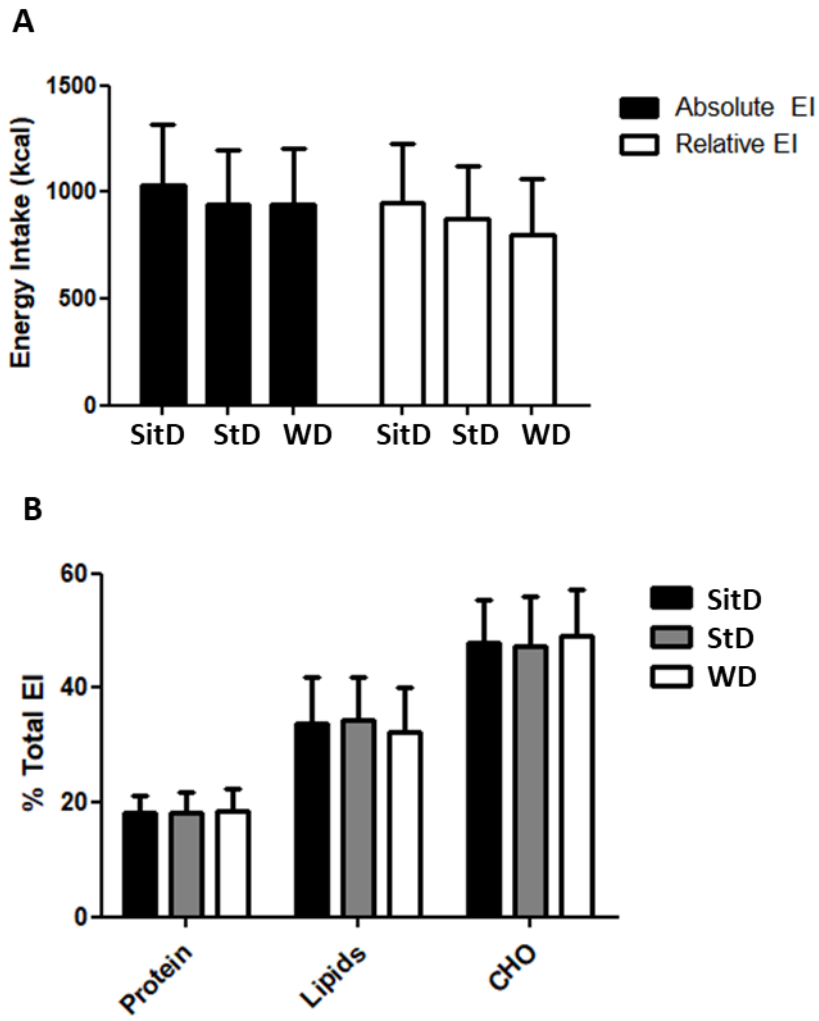 A
1500
1000
500
0
Energy Intake (kcal)
SitD StD WD SitD StD WD
Absolute EI
Relative EI
B
60
40
20
0
% Total EI
Protein Lipids CHO
SitD
StD
WD